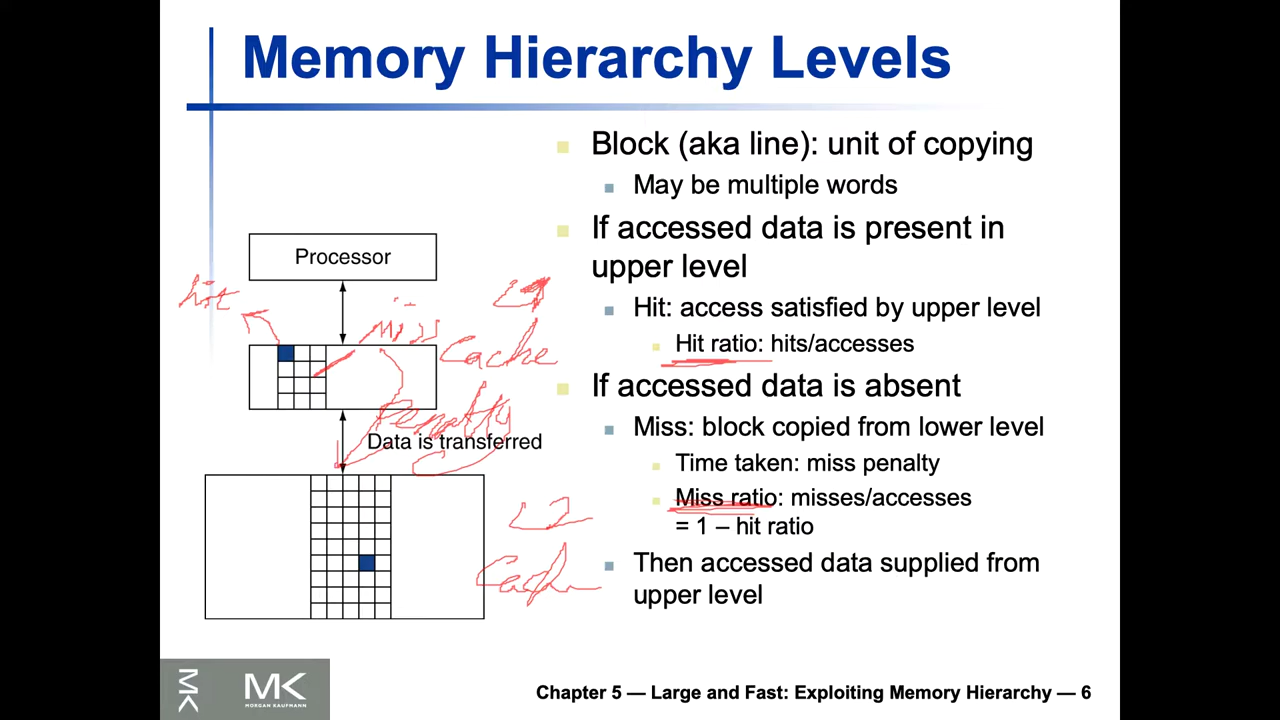 Memory Hierarchy Levels
Block (aka line): unit of copying
May be multiple words
If accessed data is present in
upper level
Hit: access satisfied by upper level
Hit ratio: hits/accesses
If accessed data is absent
Miss: block copied from lower level
Time taken: miss penalty
Miss ratio: misses/accesses
= 1 – hit ratio
Then accessed data supplied from
upper level
Processor
hit
Miss
Cache
Penalty
Data is transferred
L2
Cache
MK
MK
MORGAN KAUFMANN
Chapter 5 — Large and Fast: Exploiting Memory Hierarchy — 6